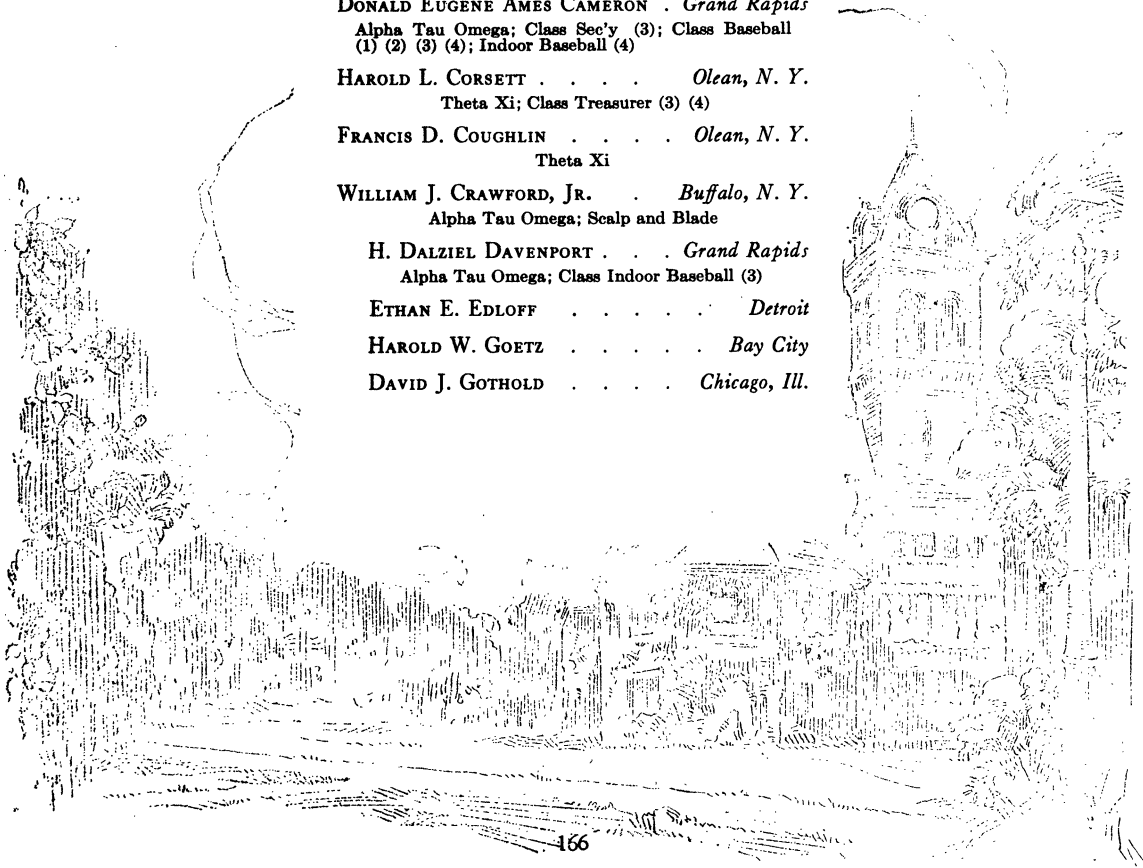 DONALD EUGENE AMES CAMERON . Grand Rapids
Alpha Tau Omega; Class Sec'y (3); Class Baseball
(1) (2) (3) (4); Indoor Baseball (4)
HAROLD L. CORSETT . . . . Olean, N. Y.
Theta Xi; Class Treasurer (3) (4)
FRANCIS D. COUGHLIN . . . . Olean, N. Y.
Theta Xi
WILLIAM J. CRAWFORD, JR. . Buffalo, N. Y.
Alpha Tau Omega; Scalp and Blade
H. DALZIEL DAVENPORT . . . Grand Rapids
Alpha Tau Omega; Class Indoor Baseball (3)
ETHAN E. EDLOFF . . . . . Detroit
HAROLD W. GOETZ . . . . . Bay City
DAVID J. GOTHOLD . . . . Chicago, Ill.
166